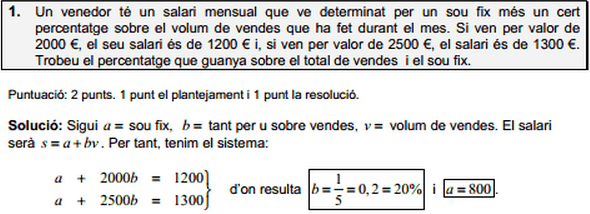 1. Un venedor té un salari mensual que ve determinat per un sou fix més un cert
percentatge sobre el volum de vendes que ha fet durant el mes. Si ven per valor de
2000 €, el seu salari és de 1200 € i, si ven per valor de 2500 €, el salari és de 1300 €.
Trobeu el percentatge que guanya sobre el total de vendes i el sou fix.
Puntuació: 2 punts. 1 punt el plantejament i 1 punt la resolució.
Solució: Sigui a = sou fix, b = tant per u sobre vendes, v = volum de vendes. El salari
serà s = a + bv. Per tant, tenim el sistema:
a + 2000b = 1200
a + 2500b = 1300} d'on resulta b = 1/5 = 0,2 = 20% i a = 800.